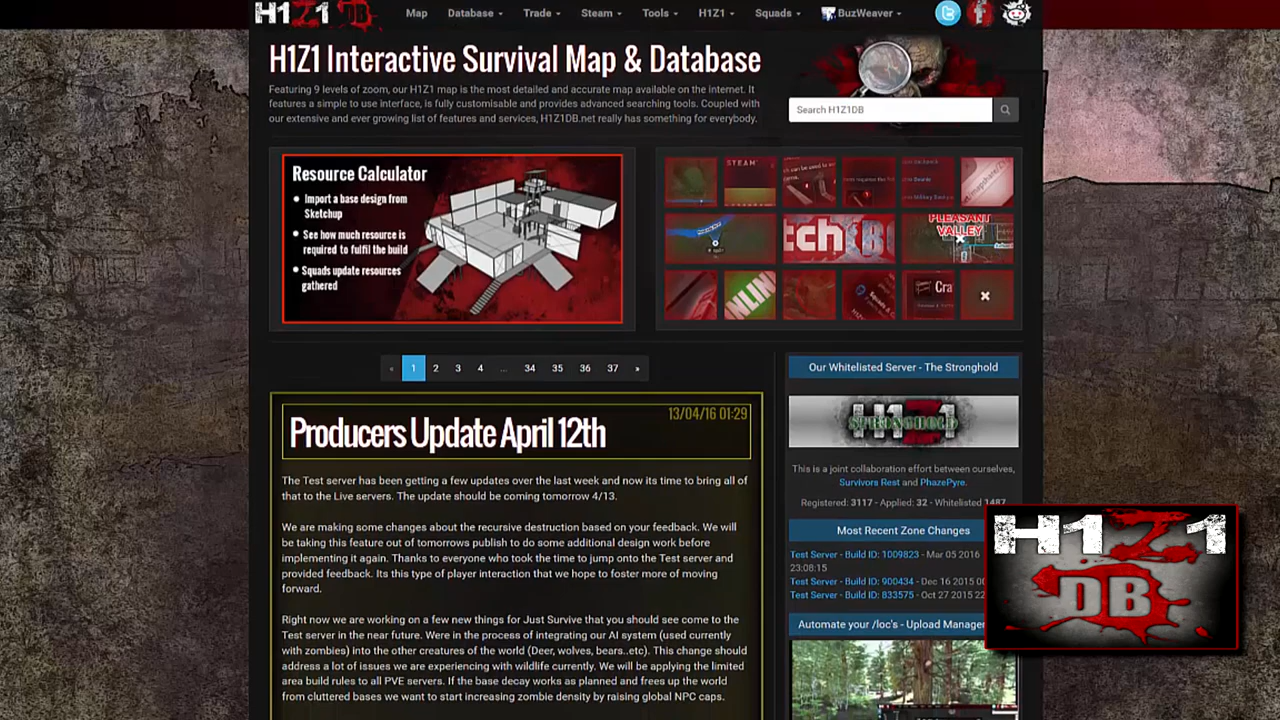 H1Z1 DB
Map Database Trade Steam Tools H1Z1 Squads BuzWeaver
H1Z1 Interactive Survival Map & Database
Featuring 9 levels of zoom, our H1Z1 map is the most detailed and accurate map available on the internet. It
features a simple to use interface, is fully customisable and provides advanced searching tools. Coupled with
our extensive and ever growing list of features and services, H1Z1DB.net really has something for everybody.
Search H1Z1DB
Resource Calculator
Import a base design from
Sketchup
See how much resource is
required to fulfil the build
Squads update resources
gathered
STEAM
PLEASANT
VALLEY
« 1 2 3 4 ... 34 35 36 37 »
13/04/16 01:29
Producers Update April 12th
The Test server has been getting a few updates over the last week and now its time to bring all of
that to the Live servers. The update should be coming tomorrow 4/13.
We are making some changes about the recursive destruction based on your feedback. We will
be taking this feature out of tomorrows publish to do some additional design work before
implementing it again. Thanks to everyone who took the time to jump onto the Test server and
provided feedback. Its this type of player interaction that we hope to foster more of moving
forward.
Right now we are working on a few new things for Just Survive that you should see come to the
Test server in the near future. Were in the process of integrating our AI system (used currently
with zombies) into the other creatures of the world (Deer, wolves, bears..etc). This change should
address a lot of issues we are experiencing with wildlife currently. We will be applying the limited
area build rules to all PVE servers. If the base decay works as planned and frees up the world
from cluttered bases we want to start increasing zombie density by raising global NPC caps.
Our Whitelisted Server - The Stronghold
H1Z1
STRONGHOLD
This is a joint collaboration effort between ourselves,
Survivors Rest and PhazePyre.
Registered: 3117 - Applied: 32 - Whitelisted 1487
Most Recent Zone Changes
Test Server - Build ID: 1009823 - Mar 05 2016
23:08:15
Test Server - Build ID: 900434 - Dec 16 2015
Test Server - Build ID: 833575 - Oct 27 2015
Automate your /loc's - Upload Manager
H1Z1
DB